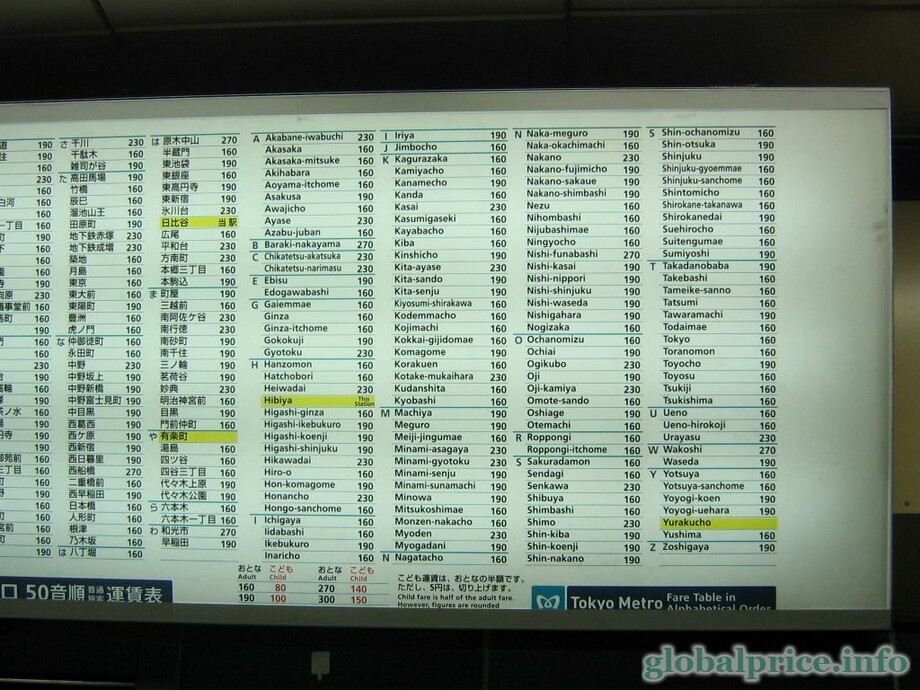 さ 千川 230
千駄木 160
雑司が谷 190
た 高田馬場 190
竹橋 160
辰巳 190
溜池山王 160
田原町 190
地下鉄赤塚 230
地下鉄成増 230
築地 160
月島 160
東京 160
東大前 160
東陽町 190
豊洲 160
虎ノ門 160
な 仲御徒町 160
永田町 160
中野 230
中野坂上 190
中野新橋 190
中野富士見町 190
中目黒 190
西葛西 190
西ケ原 190
西新宿 190
西日暮里 190
西船橋 270
二重橋前 160
西早稲田 190
日本橋 160
人形町 160
根津 160
乃木坂 160
は 八丁堀 160
は 原木中山 270
半蔵門 160
東池袋 190
東銀座 160
東高円寺 190
東新宿 190
氷川台 230
日比谷 当駅
広尾 160
平和台 230
方南町 230
本郷三丁目 160
本駒込 190
ま 町屋 190
三越前 160
南阿佐ケ谷 230
南行徳 230
南砂町 190
南千住 190
三ノ輪 190
茗荷谷 190
妙典 230
明治神宮前 160
目黒 190
門前仲町 160
や 有楽町
湯島 160
四ツ谷 160
四谷三丁目 160
代々木上原 190
代々木公園 190
ら 六本木 160
六本木一丁目 160
わ 和光市 270
早稲田 190
A Akabane-iwabuchi 230
Akasaka 160
Akasaka-mitsuke 160
Akihabara 160
Aoyama-itchome 160
Asakusa 190
Awajicho 160
Ayase 230
Azabu-juban 160
B Baraki-nakayama 270
C Chikatetsu-akatsuka 230
Chikatetsu-narimasu 230
E Ebisu 190
Edogawabashi 160
G Gaiemmae 160
Ginza 160
Ginza-itchome 160
Gokokuji 190
Gyotoku 230
H Hanzomon 160
Hatchobori 160
Heiwadai 230
Hibiya This Station
Higashi-ginza 160
Higashi-ikebukuro 190
Higashi-koenji 190
Higashi-shinjuku 190
Hikawadai 230
Hiro-o 160
Hon-komagome 190
Honancho 230
Hongo-sanchome 160
I Ichigaya 160
Iidabashi 160
Ikebukuro 190
Inaricho 160
I Iriya 190
J Jimbocho 160
K Kagurazaka 160
Kamiyacho 160
Kanamecho 190
Kanda 160
Kasai 230
Kasumigaseki 160
Kayabacho 160
Kiba 160
Kinshicho 190
Kita-ayase 230
Kita-sando 190
Kita-senju 190
Kiyosumi-shirakawa 160
Kodemmacho 160
Kojimachi 160
Kokkai-gijidomae 160
Komagome 190
Korakuen 160
Kotake-mukaihara 230
Kudanshita 160
Kyobashi 160
M Machiya 190
Meguro 190
Meiji-jingumae 160
Minami-asagaya 230
Minami-gyotoku 230
Minami-senju 190
Minami-sunamachi 190
Minowa 190
Mitsukoshimae 160
Monzen-nakacho 160
Myoden 230
Myogadani 190
N Nagatacho 160
N Naka-meguro 190
Naka-okachimachi 160
Nakano 230
Nakano-fujimicho 190
Nakano-sakaue 190
Nakano-shimbashi 190
Nezu 160
Nihombashi 160
Nijubashimae 160
Ningyocho 160
Nishi-funabashi 270
Nishi-kasai 190
Nishi-nippori 190
Nishi-shinjuku 190
Nishi-waseda 190
Nishigahara 190
Nogizaka 160
O Ochanomizu 160
Ochiai 190
Ogikubo 230
Oji 190
Oji-kamiya 230
Omote-sando 160
Oshiage 190
Otemachi 160
R Roppongi 160
Roppongi-itchome 160
S Sakuradamon 160
Sendagi 160
Senkawa 230
Shibuya 160
Shimbashi 160
Shimo 230
Shin-kiba 190
Shin-koenji 190
Shin-nakano 190
S Shin-ochanomizu 160
Shin-otsuka 190
Shinjuku 190
Shinjuku-gyoemmae 160
Shinjuku-sanchome 160
Shintomicho 160
Shirokane-takanawa 160
Shirokanedai 190
Suehirocho 160
Suitengumae 160
Sumiyoshi 190
T Takadanobaba 190
Takebashi 160
Tameike-sanno 160
Tatsumi 190
Tawaramachi 190
Todaimae 160
Tokyo 160
Toranomon 160
Toyocho 190
Toyosu 160
Tsukiji 160
Tsukishima 160
U Ueno 160
Ueno-hirokoji 160
Urayasu 230
W Wakoshi 270
Waseda 190
Y Yotsuya 160
Yotsuya-sanchome 160
Yoyogi-koen 190
Yoyogi-uehara 190
Yurakucho
Yushima 160
Z Zoshigaya 190
おとな Adult こども Child おとな Adult こども Child
160 80 270 140
190 100 300 150
こども運賃は、おとなの半額です。
ただし、5円は、切り上げます。
Child fare is half of the adult fare.
However, figures are rounded
50音順 普通旅客 運賃表
Tokyo Metro Fare Table in Alphabetical Order
globalprice.info